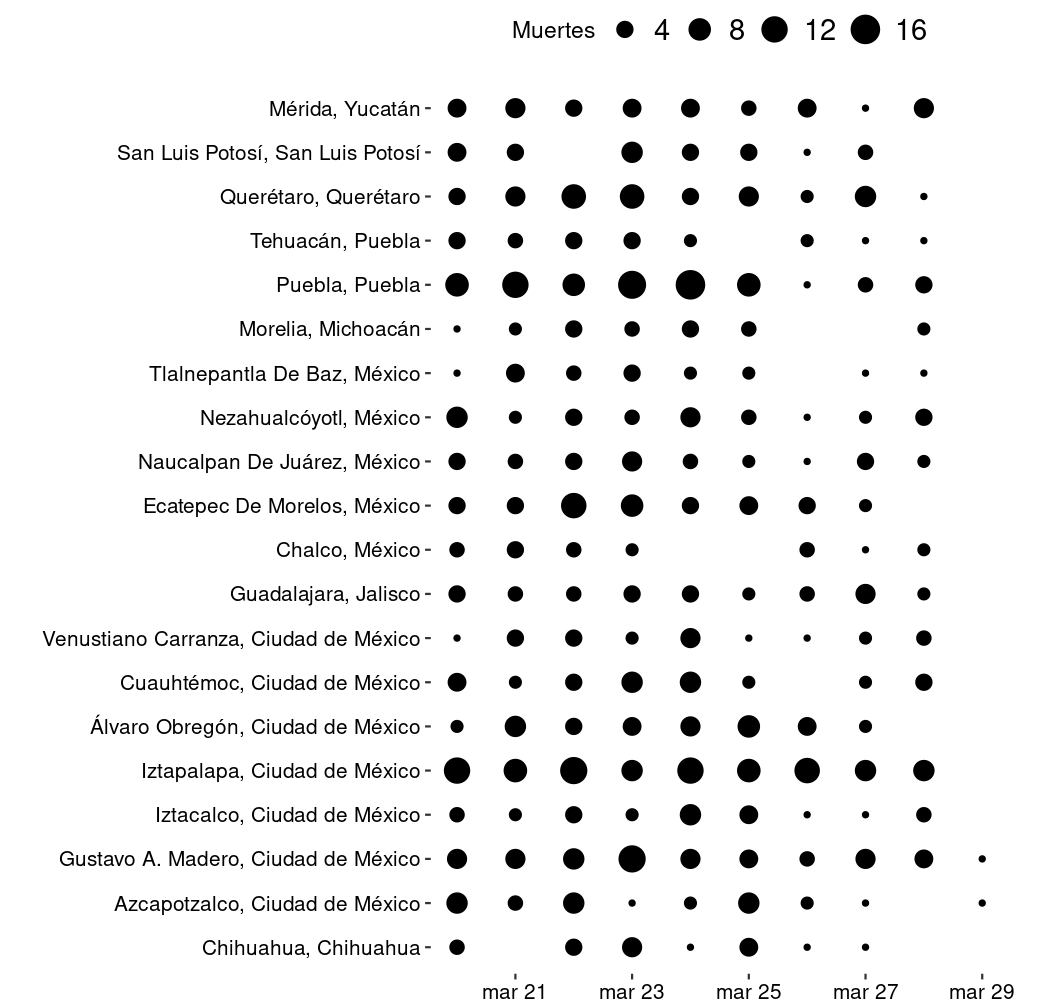 Muertes 4 8 12 16
Mérida, Yucatán
San Luis Potosí, San Luis Potosí
Querétaro, Querétaro
Tehuacán, Puebla
Puebla, Puebla
Morelia, Michoacán
Tlalnepantla De Baz, México
Nezahualcóyotl, México
Naucalpan De Juárez, México
Ecatepec De Morelos, México
Chalco, México
Guadalajara, Jalisco
Venustiano Carranza, Ciudad de México
Cuauhtémoc, Ciudad de México
Álvaro Obregón, Ciudad de México
Iztapalapa, Ciudad de México
Iztacalco, Ciudad de México
Gustavo A. Madero, Ciudad de México
Azcapotzalco, Ciudad de México
Chihuahua, Chihuahua
mar 21 mar 23 mar 25 mar 27 mar 29